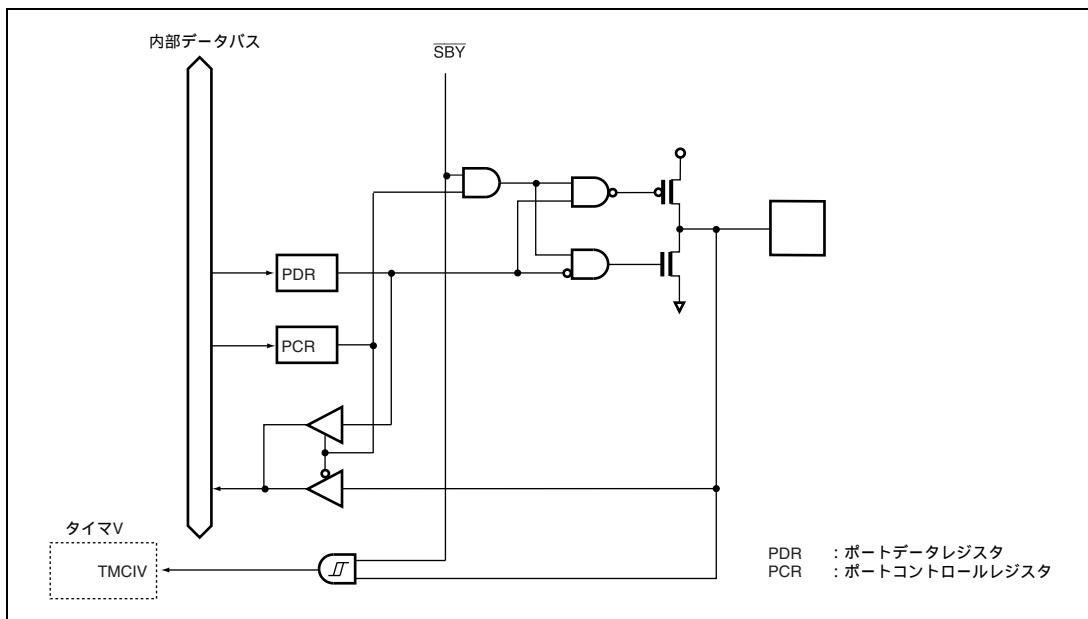 内部データバス
SBY
PDR
PCR
タイマV
TMCIV
PDR :ポートデータレジスタ
PCR :ポートコントロールレジスタ